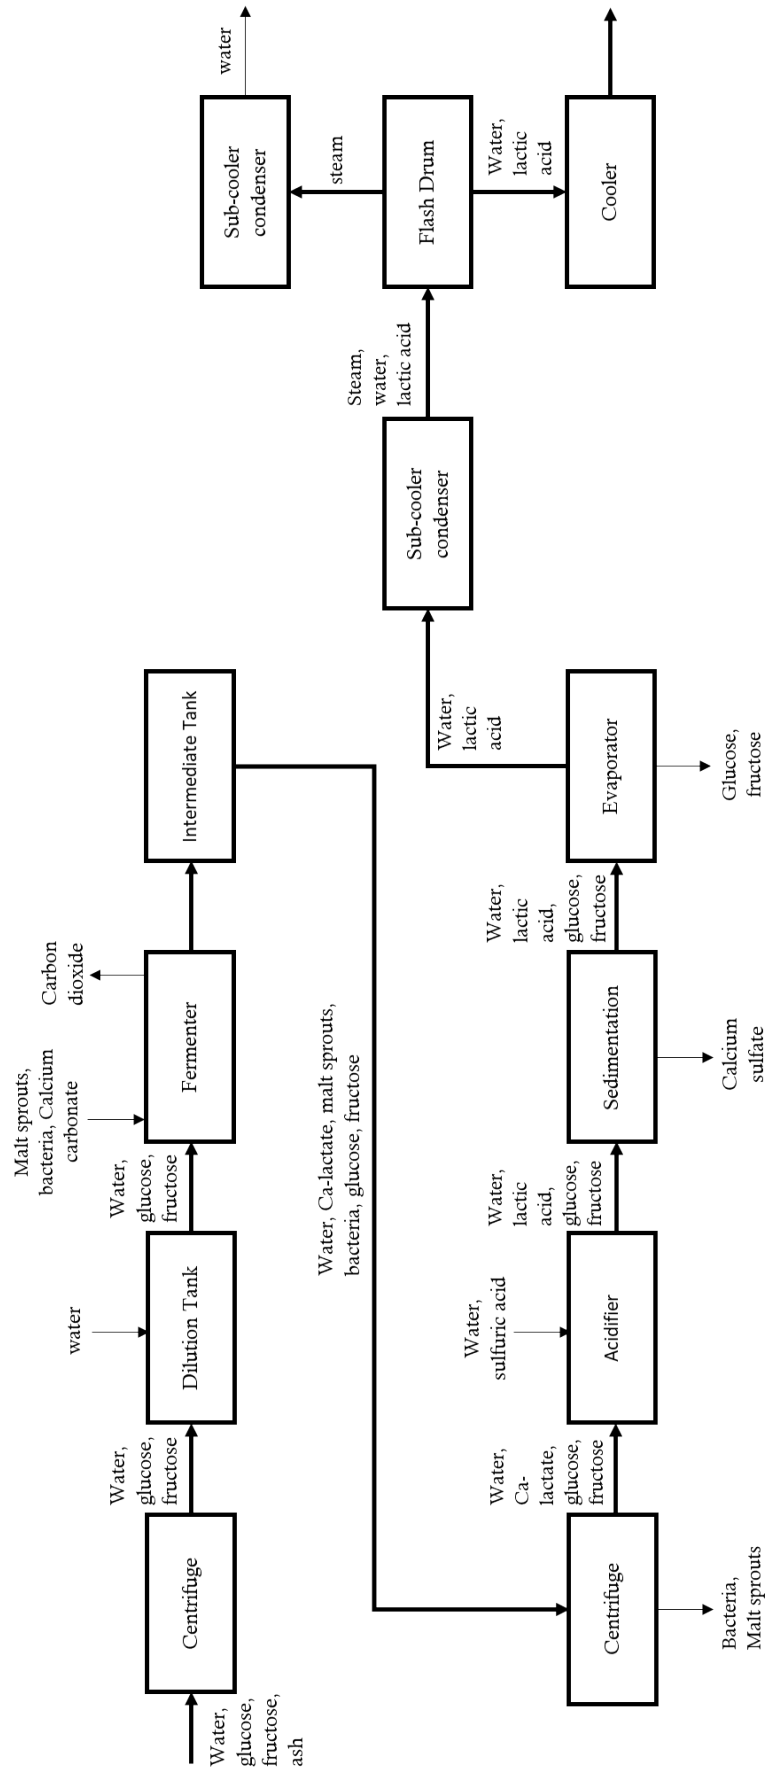 Water,
glucose,
fructose,
ash
Centrifuge
Water,
glucose,
fructose
water
Dilution Tank
Water,
glucose,
fructose
Malt sprouts,
bacteria, Calcium
carbonate
Fermenter
Carbon
dioxide
Intermediate Tank
Water, Ca-lactate, malt sprouts,
bacteria, glucose, fructose
Centrifuge
Bacteria,
Malt sprouts
Water,
Ca-
lactate,
glucose,
fructose
Water,
sulfuric acid
Acidifier
Water,
lactic
acid,
glucose,
fructose
Sedimentation
Calcium
sulfate
Water,
lactic
acid,
glucose,
fructose
Evaporator
Glucose,
fructose
Water,
lactic
acid
Sub-cooler
condenser
Steam,
water,
lactic acid
Flash Drum
steam
Sub-cooler
condenser
water
Water,
lactic
acid
Cooler